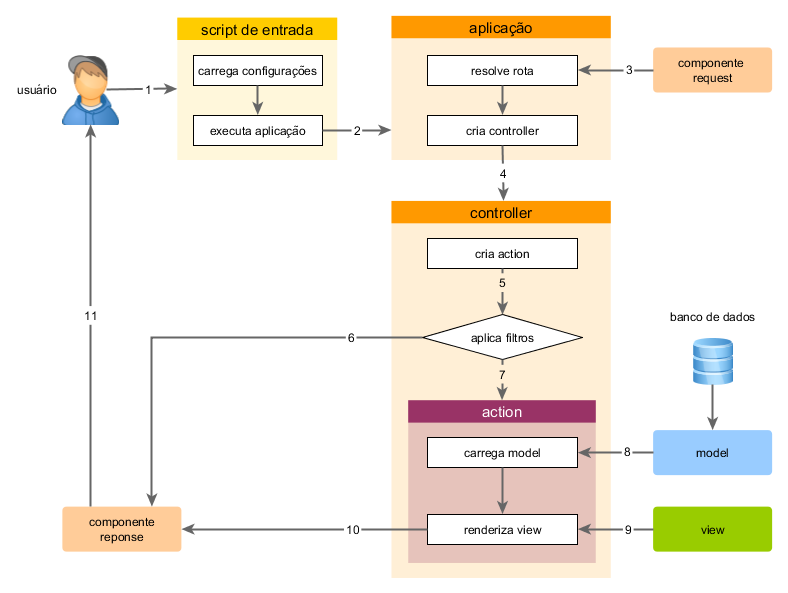 script de entrada
aplicação
carrega configurações
resolve rota
3
componente
request
usuário
1
executa aplicação
2
cria controller
4
controller
cria action
5
11
6
aplica filtros
banco de dados
7
action
carrega model
8
model
componente
reponse
10
renderiza view
9
view